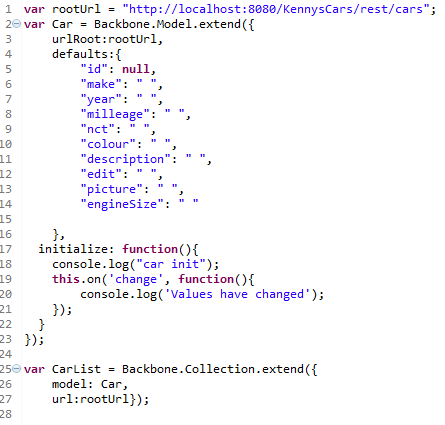 1 var rootUrl = "http://localhost:8080/KennysCars/rest/cars";
2 var Car = Backbone.Model.extend({
3     urlRoot:rootUrl,
4     defaults:{
5         "id": null,
6         "make": " ",
7         "year": " ",
8         "milleage": " ",
9         "nct": " ",
10         "colour": " ",
11         "description": " ",
12         "edit": " ",
13         "picture": " ",
14         "engineSize": " "
15
16     },
17   initialize: function(){
18     console.log("car init");
19     this.on('change', function(){
20         console.log('Values have changed');
21     });
22   }
23 });
24
25 var CarList = Backbone.Collection.extend({
26     model: Car,
27     url:rootUrl});
28